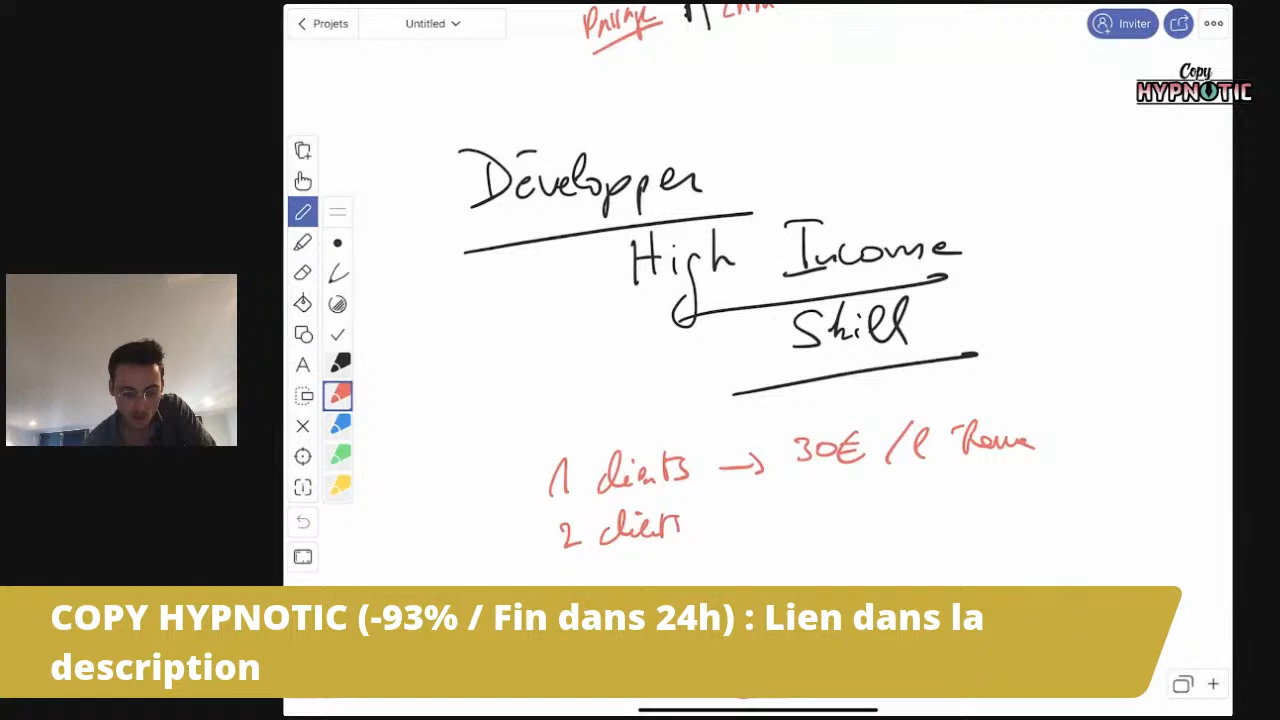 Projets
Untitled
Inviter
Copy
HYPNOTIC
Développer
High Income
Skill
1 clients → 30€ / l'heure
2 clients
COPY HYPNOTIC (-93% / Fin dans 24h) : Lien dans la
description